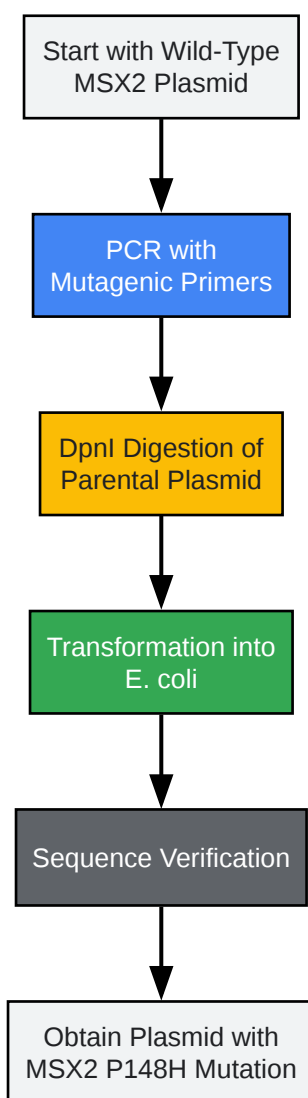 Start with Wild-Type
MSX2 Plasmid
PCR with
Mutagenic Primers
DpnI Digestion of
Parental Plasmid
Transformation into
E. coli
Sequence Verification
Obtain Plasmid with
MSX2 P148H Mutation